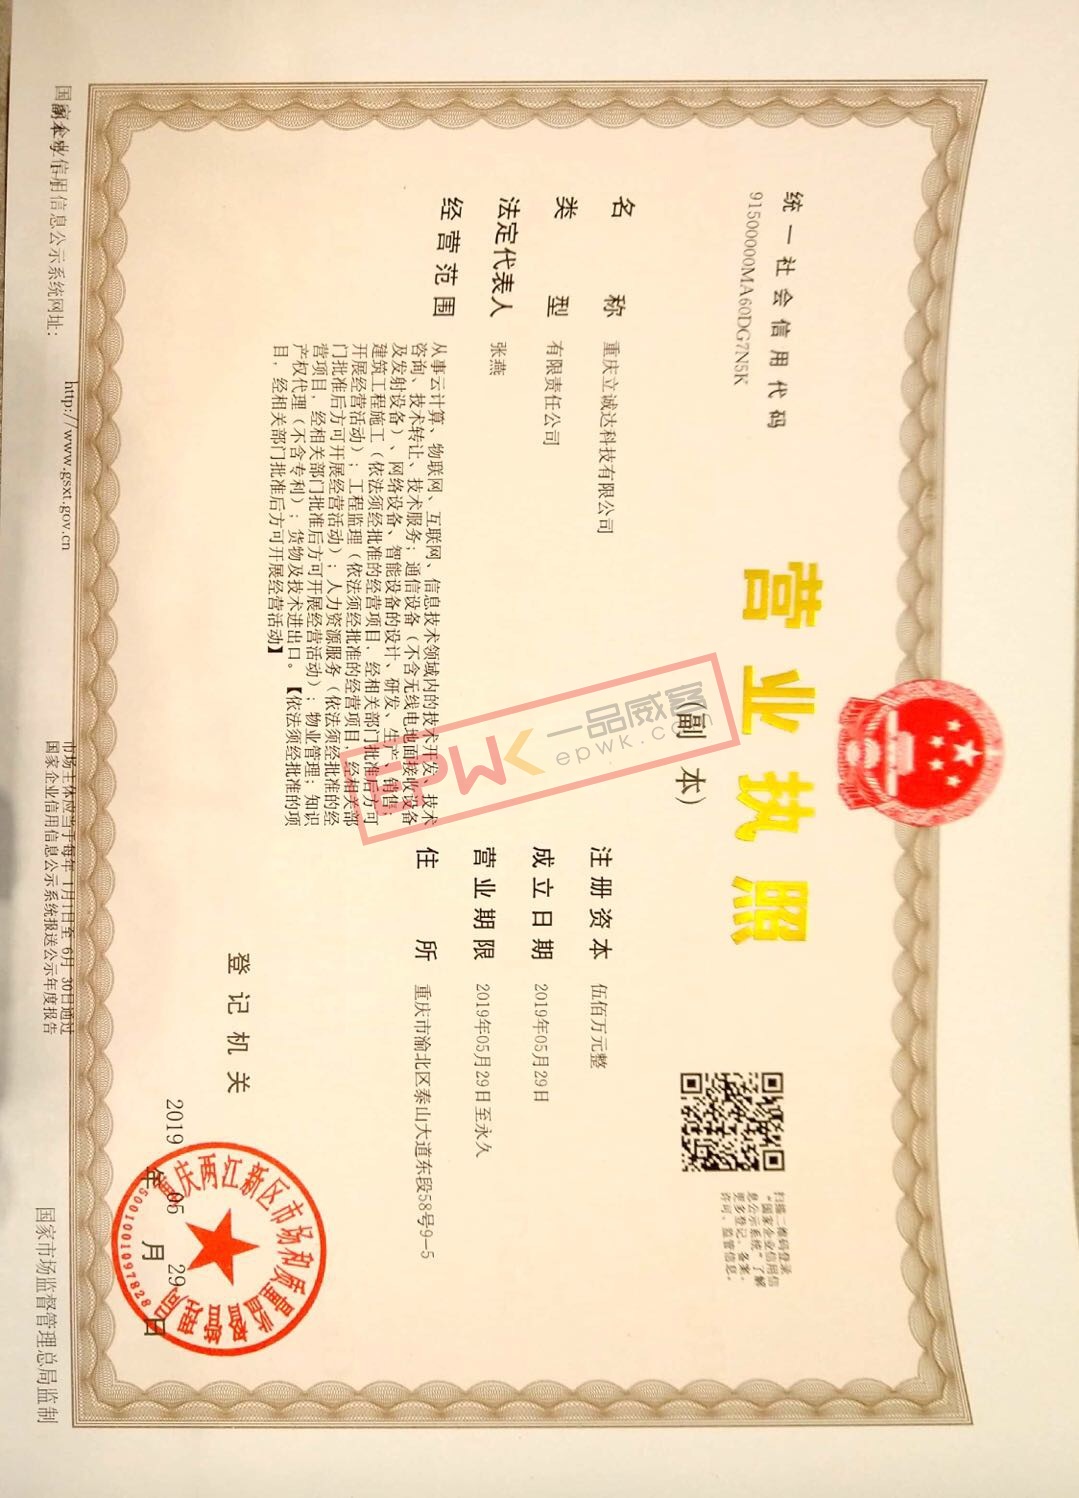 统一社会信用代码
91500000MA60DG7N5K
营业执照
（副 本）
扫描二维码登录
“国家企业信用信
息公示系统”了解
更多登记、备案、
许可、监管信息。
名 称 重庆立诚达科技有限公司
类 型 有限责任公司
法定代表人 张燕
经营范围 从事云计算、物联网、互联网、信息技术领域内的技术开发、技术
咨询、技术转让、技术服务；通信设备（不含无线电地面接收设备
及发射设备）、网络设备、智能设备的设计、研发、生产、销售；
建筑工程施工（依法须经批准的经营项目，经相关部门批准后方可
开展经营活动）；工程监理（依法须经批准的经营项目，经相关部
门批准后方可开展经营活动）；人力资源服务（依法须经批准的经
营项目，经相关部门批准后方可开展经营活动）；物业管理；知识
产权代理（不含专利）；货物及技术进出口。【依法须经批准的项
目，经相关部门批准后方可开展经营活动】
注册资本 伍佰万元整
成立日期 2019年05月29日
营业期限 2019年05月29日至永久
住 所 重庆市渝北区泰山大道东段58号9-5
登记机关
2019 年 05 月 29 日
重庆两江新区市场和质量监督管理局
5001001097828
EPWK 一品威客
epwk.com
国家企业信用信息公示系统网址：
http://www.gsxt.gov.cn
市场主体应当于每年 1月1日至 6月 30日通过
国家企业信用信息公示系统报送公示年度报告
国家市场监督管理总局监制